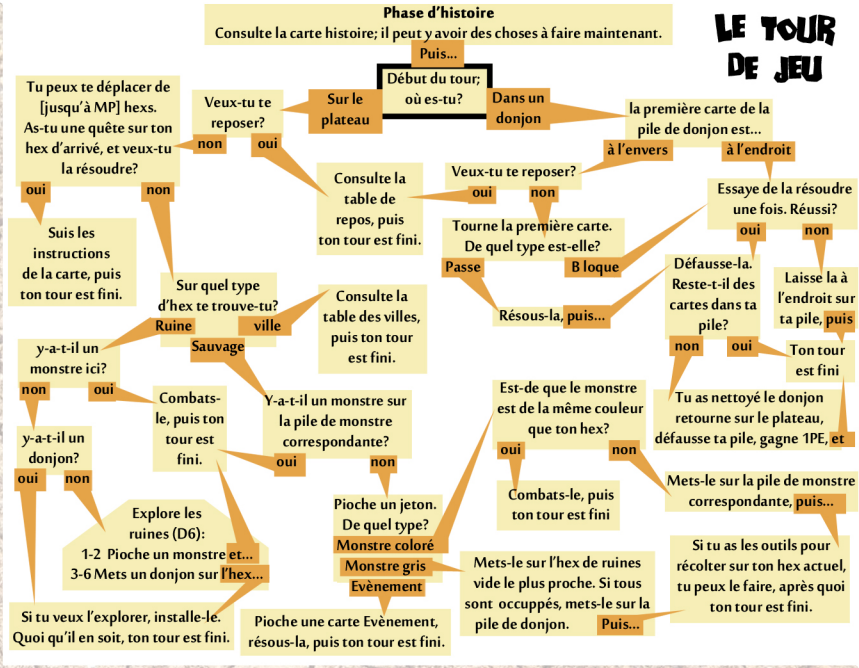 Phase d'histoire
Consulte la carte histoire; il peut y avoir des choses à faire maintenant.
Puis...
LE TOUR
DE JEU
Début du tour;
où es-tu?
Sur le
plateau
Dans un
donjon
Veux-tu te
reposer?
non
oui
Tu peux te déplacer de
[jusqu'à MP] hexs.
As-tu une quête sur ton
hex d'arrivé, et veux-tu
la résoudre?
oui
non
Suis les
instructions
de la carte, puis
ton tour est fini.
Consulte la
table de
repos, puis
ton tour est fini.
la première carte de la
pile de donjon est...
à l'envers
à l'endroit
Veux-tu te reposer?
oui
non
Tourne la première carte.
De quel type est-elle?
Passe
B loque
Résous-la, puis...
Essaye de la résoudre
une fois. Réussi?
oui
non
Défausse-la.
Reste-t-il des
cartes dans ta
pile?
non
oui
Laisse la à
l'endroit sur
ta pile, puis
Ton tour
est fini
Tu as nettoyé le donjon
retourne sur le plateau,
défausse ta pile, gagne 1PE, et
Sur quel type
d'hex te trouve-tu?
Ruine
ville
Sauvage
Consulte la
table des villes,
puis ton tour
est fini.
y-a-t-il un
monstre ici?
non
oui
Combats-
le, puis ton
tour est
fini.
Y-a-t-il un monstre sur
la pile de monstre
correspondante?
oui
non
y-a-t-il un
donjon?
oui
non
Explore les
ruines (D6):
1-2 Pioche un monstre et...
3-6 Mets un donjon sur l'hex...
Si tu veux l'explorer, installe-le.
Quoi qu'il en soit, ton tour est fini.
Pioche un jeton.
De quel type?
Monstre coloré
Monstre gris
Evènement
Pioche une carte Evènement,
résous-la, puis ton tour est fini.
Est-de que le monstre
est de la même couleur
que ton hex?
oui
non
Combats-le, puis
ton tour est fini
Mets-le sur la pile de monstre
correspondante, puis...
Mets-le sur l'hex de ruines
vide le plus proche. Si tous
sont occuppés, mets-le sur la
pile de donjon. Puis...
Si tu as les outils pour
récolter sur ton hex actuel,
tu peux le faire, après quoi
ton tour est fini.